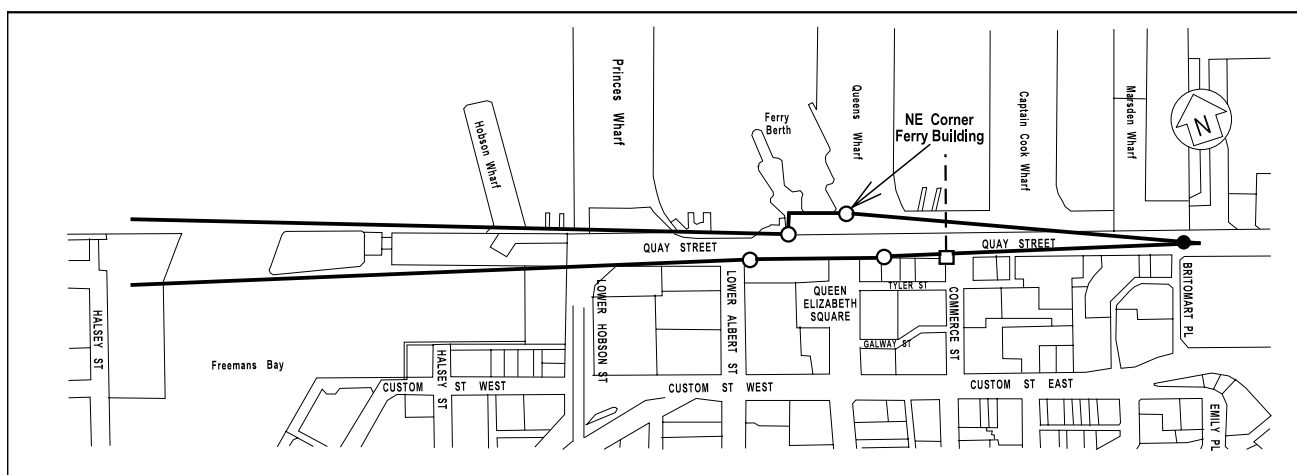 Princes Wharf
Hobson Wharf
Ferry
Berth
Queens Wharf
NE Corner
Ferry Building
Captain Cook Wharf
Marsden Wharf
N
QUAY STREET
QUAY STREET
HALSEY ST
Freemans Bay
HALSEY ST
CUSTOM ST WEST
LOWER HOBSON ST
LOWER ALBERT ST
CUSTOM ST WEST
QUEEN
ELIZABETH
SQUARE
TYLER ST
GALWAY ST
COMMERCE ST
CUSTOM ST EAST
BRITOMART PL
EMILY PL